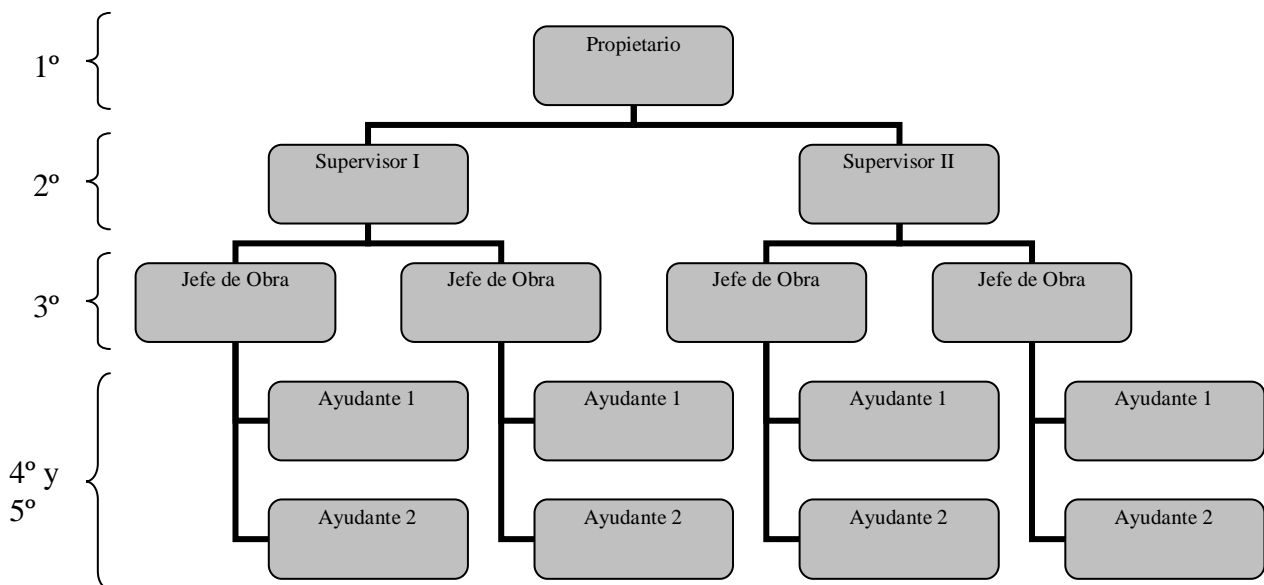 Propietario
1º
Supervisor I
Supervisor II
2º
Jefe de Obra
Jefe de Obra
Jefe de Obra
Jefe de Obra
3º
Ayudante 1
Ayudante 1
Ayudante 1
Ayudante 1
4º y
5º
Ayudante 2
Ayudante 2
Ayudante 2
Ayudante 2